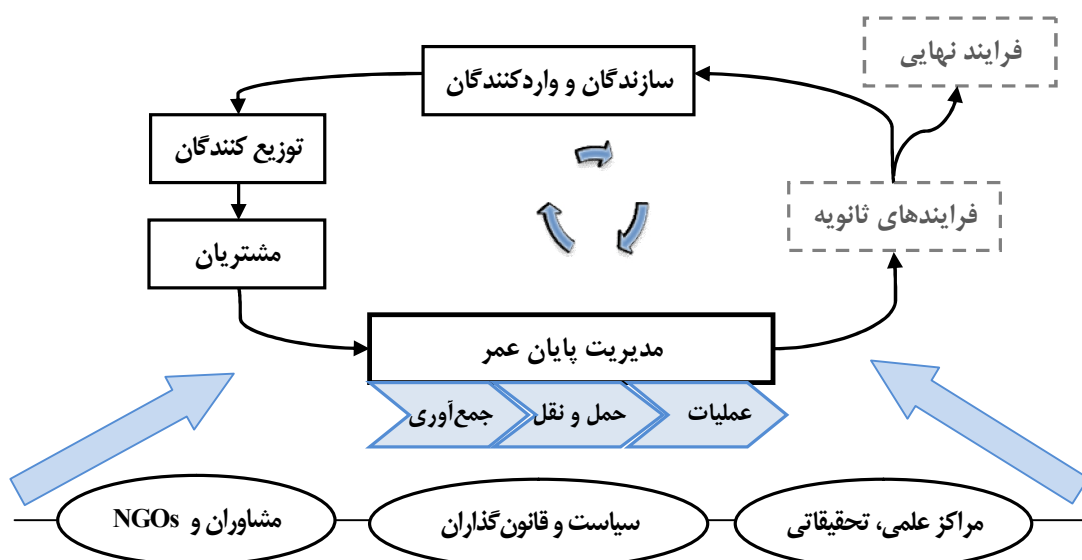 فرایند نهایی
سازندگان و واردکنندگان
توزیع کنندگان
فرایندهای ثانویه
مشتریان
مدیریت پایان عمر
جمع‌آوری
حمل و نقل
عملیات
مراکز علمی، تحقیقاتی
سیاست و قانون‌گذاران
مشاوران و NGOs